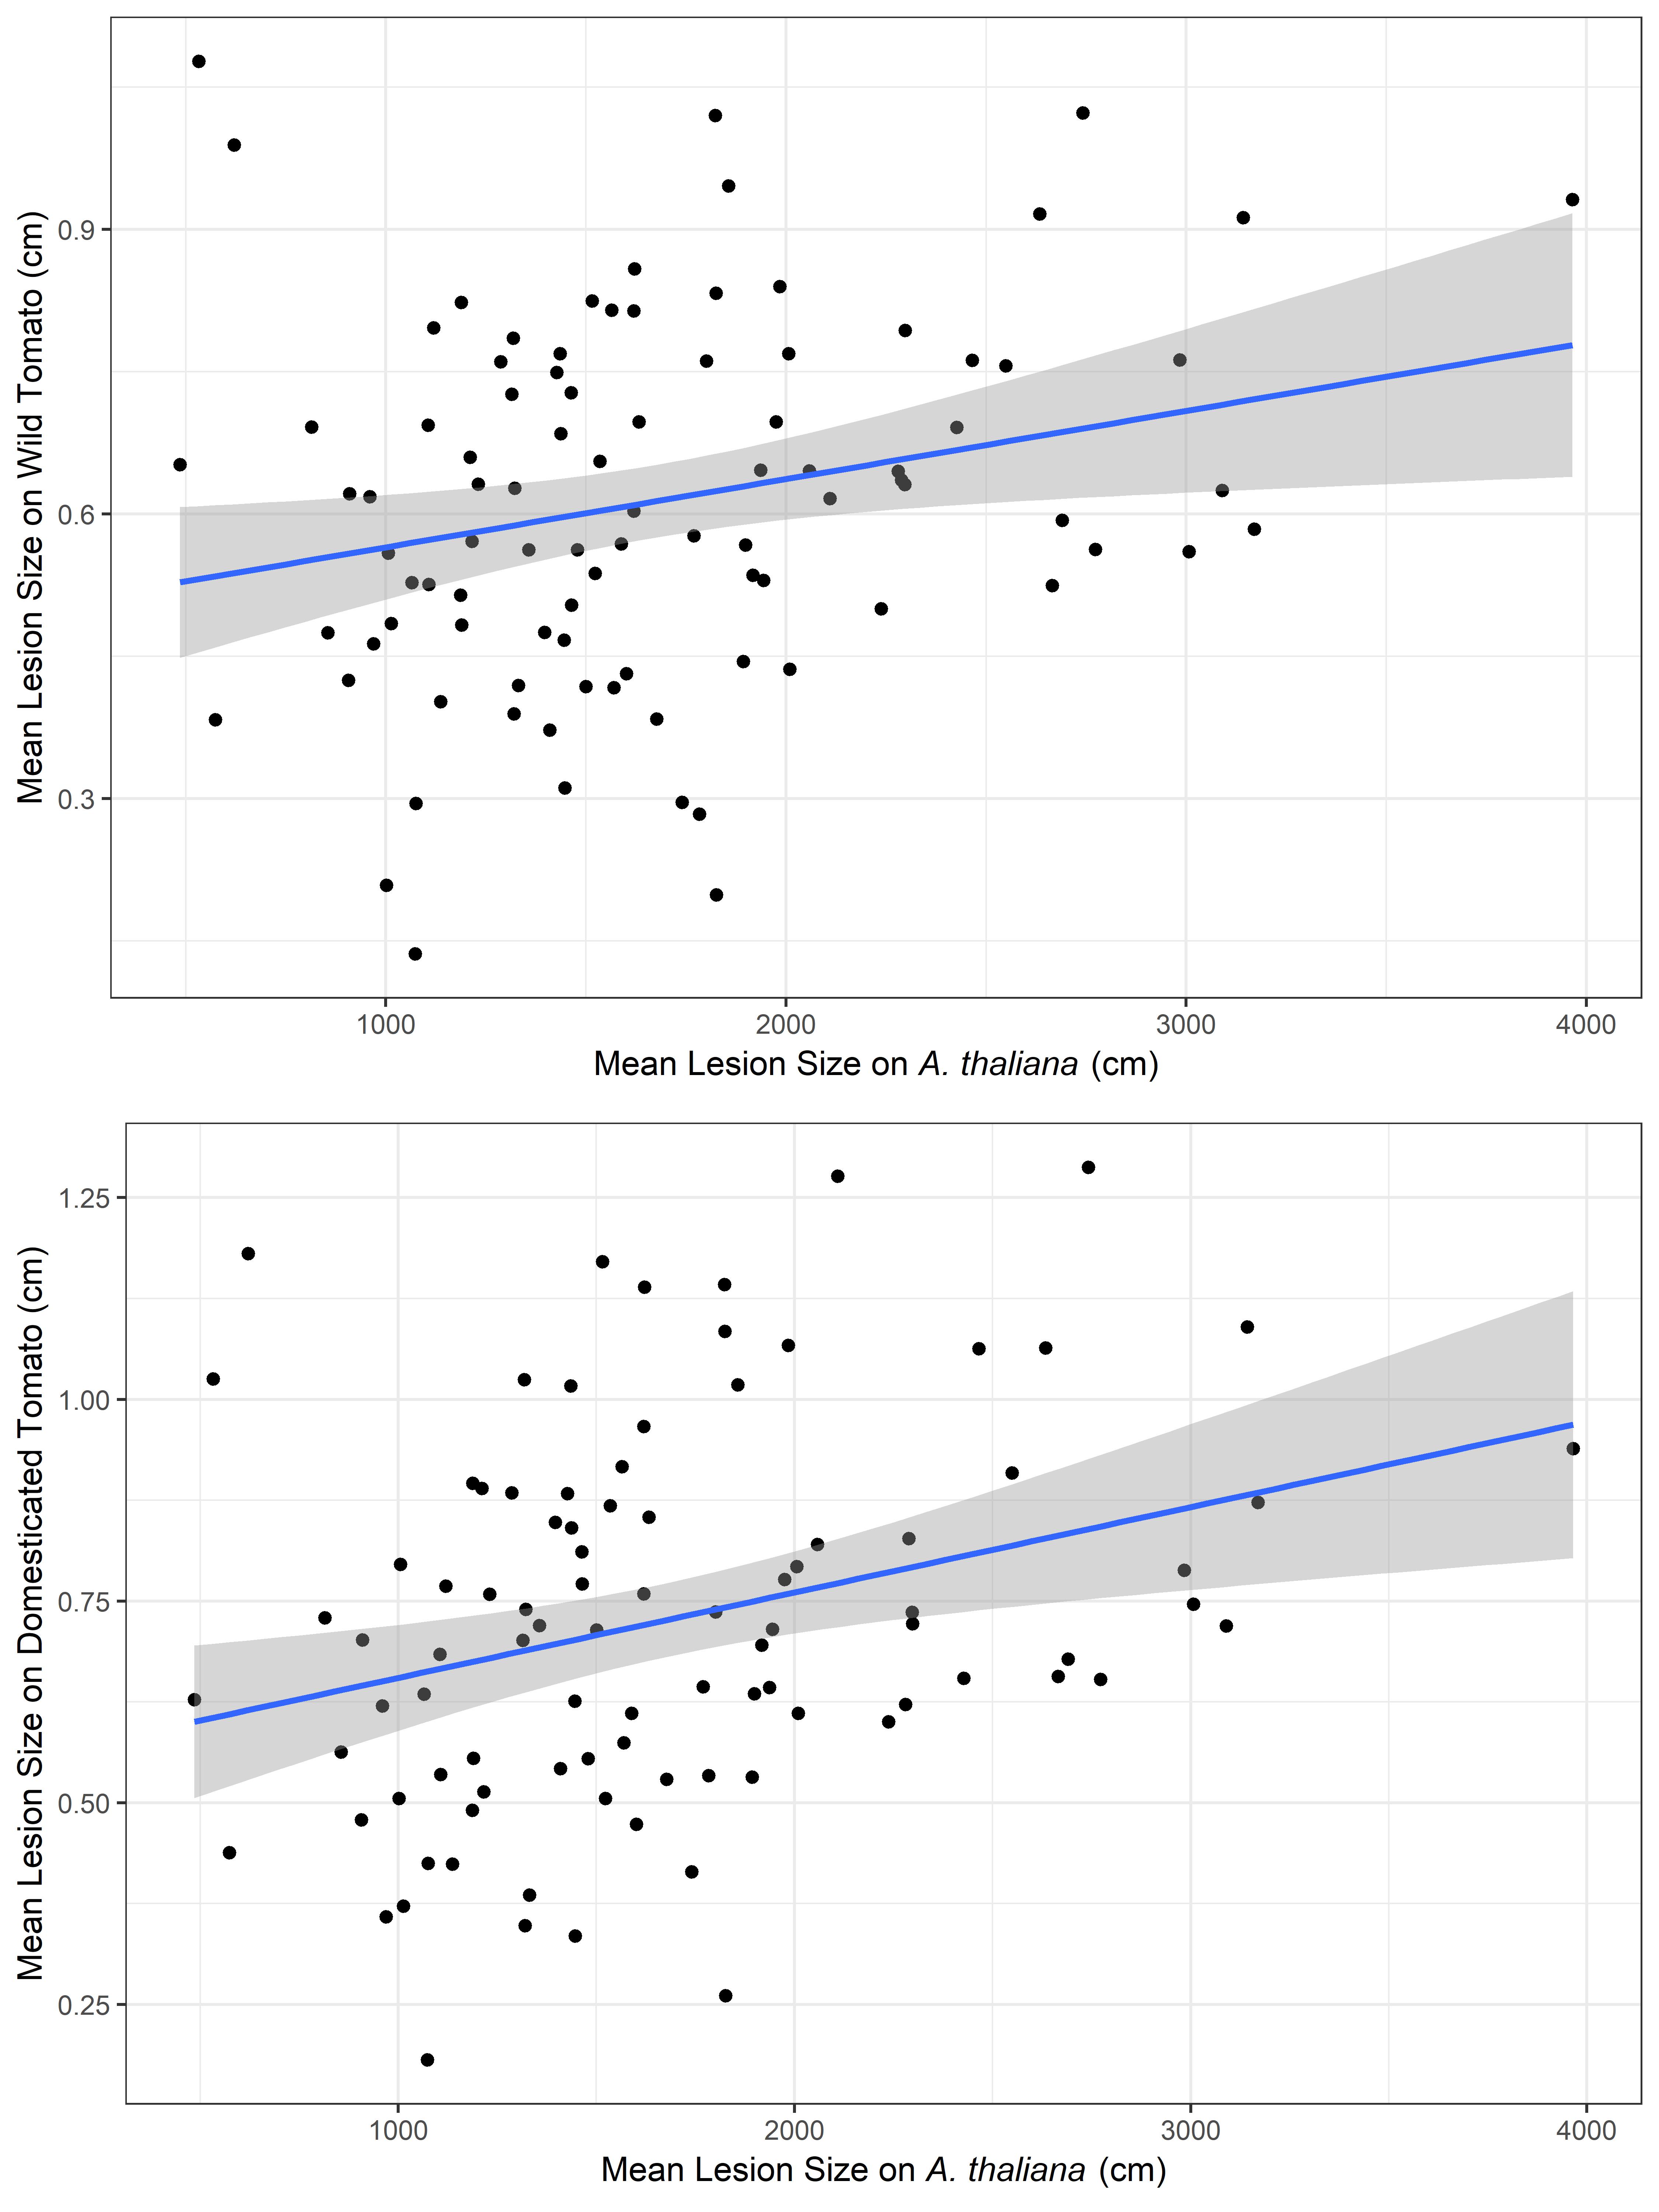 Mean Lesion Size on Wild Tomato (cm)
0.9
0.6
0.3
1000 2000 3000 4000
Mean Lesion Size on A. thaliana (cm)
Mean Lesion Size on Domesticated Tomato (cm)
1.25
1.00
0.75
0.50
0.25
1000 2000 3000 4000
Mean Lesion Size on A. thaliana (cm)